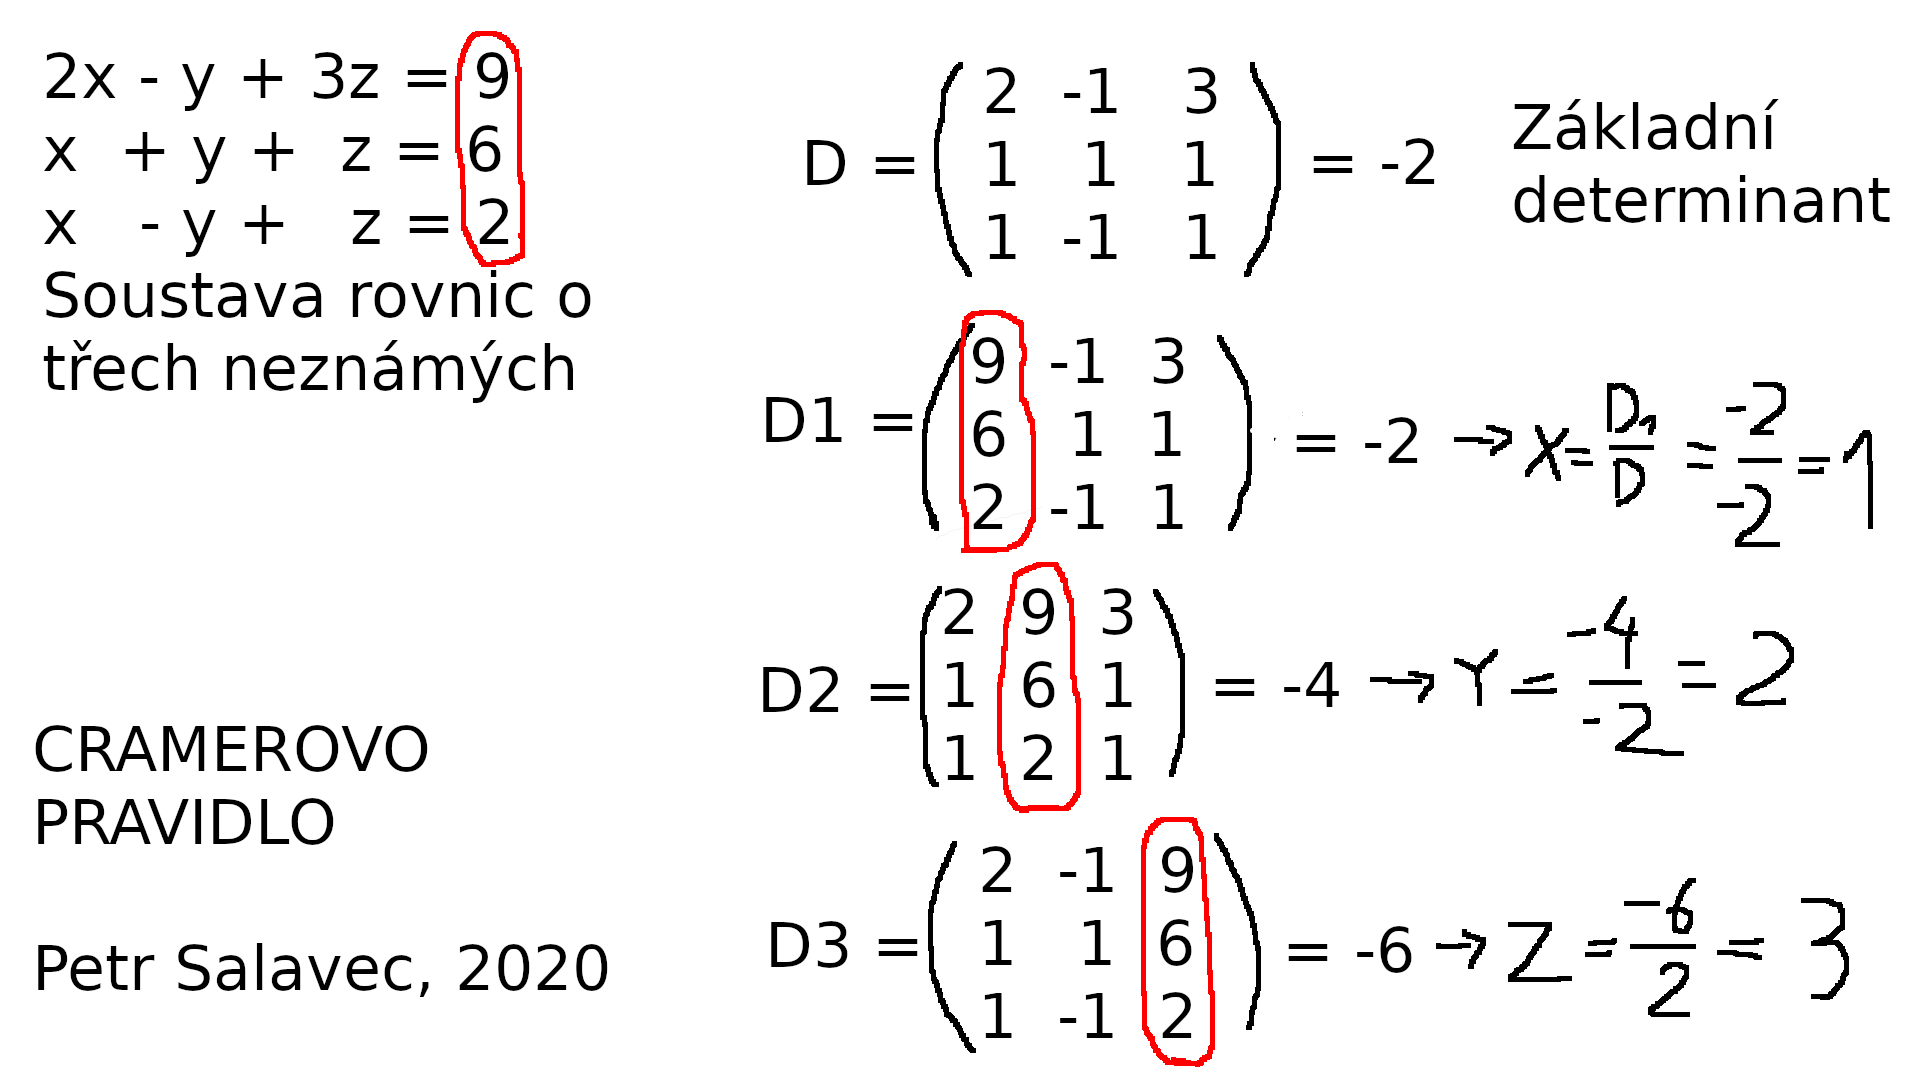 2x - y + 3z = 9
x + y + z = 6
x - y + z = 2
Soustava rovnic o
třech neznámých
CRAMEROVO
PRAVIDLO
Petr Salavec, 2020
2 -1 3
D = 1 1 1 = -2
1 -1 1
Základní
determinant
9 -1 3
D1 = 6 1 1 = -2 → X = D1/D = -2/-2 = 1
2 -1 1
2 9 3
D2 = 1 6 1 = -4 → Y = -4/-2 = 2
1 2 1
2 -1 9
D3 = 1 1 6 = -6 → Z = -6/2 = 3
1 -1 2